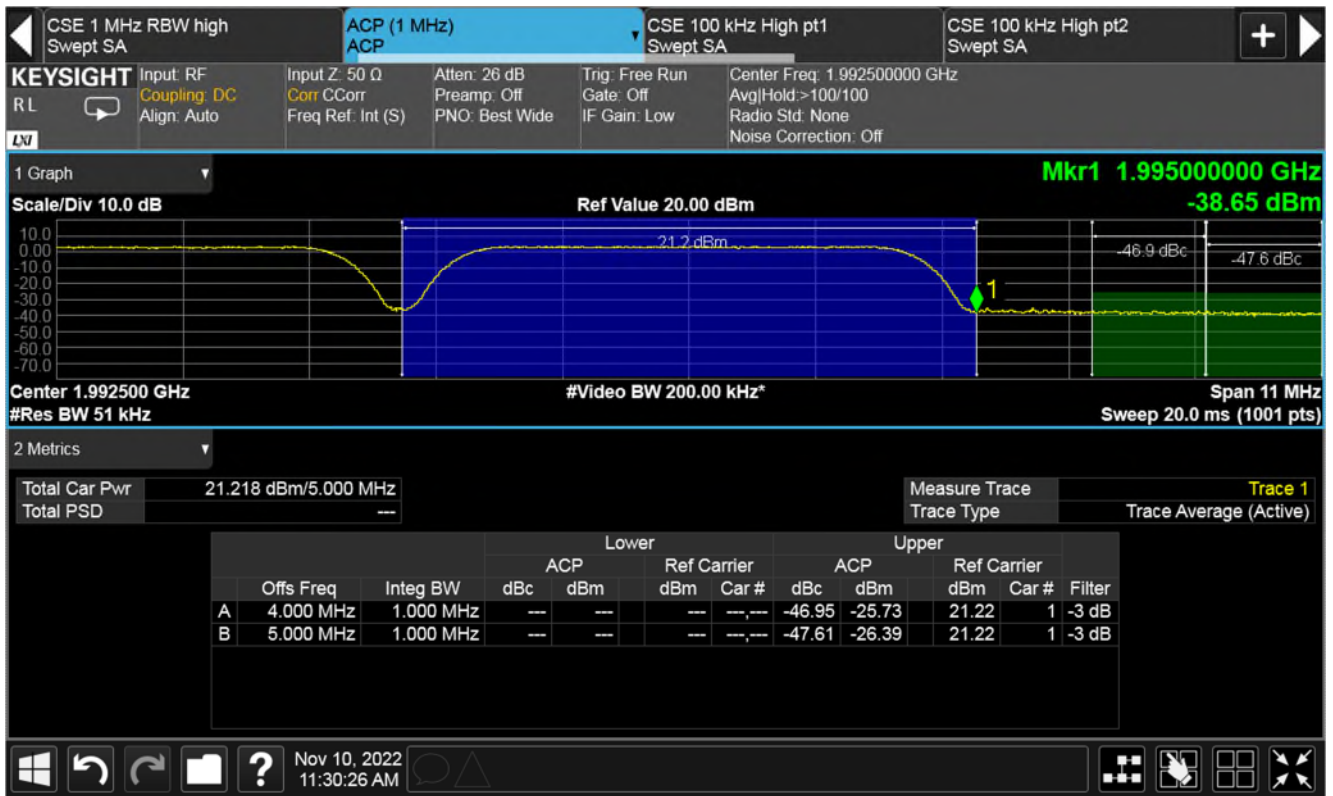 CSE 1 MHz RBW high
Swept SA
ACP (1 MHz)
ACP
CSE 100 kHz High pt1
Swept SA
CSE 100 kHz High pt2
Swept SA
+
KEYSIGHT
RL
LXI
Input: RF
Coupling: DC
Align: Auto
Input Z: 50 Ω
Corr CCorr
Freq Ref: Int (S)
Atten: 26 dB
Preamp: Off
PNO: Best Wide
Trig: Free Run
Gate: Off
IF Gain: Low
Center Freq: 1.992500000 GHz
Avg|Hold:>100/100
Radio Std: None
Noise Correction: Off
1 Graph
Mkr1 1.995000000 GHz
-38.65 dBm
Scale/Div 10.0 dB
Ref Value 20.00 dBm
10.0
0.00
-10.0
-20.0
-30.0
-40.0
-50.0
-60.0
-70.0
21.2 dBm
-46.9 dBc
-47.6 dBc
1
Center 1.992500 GHz
#Video BW 200.00 kHz*
Span 11 MHz
#Res BW 51 kHz
Sweep 20.0 ms (1001 pts)
2 Metrics
Total Car Pwr 21.218 dBm/5.000 MHz
Total PSD ---
Measure Trace Trace 1
Trace Type Trace Average (Active)
Lower Upper
ACP Ref Carrier ACP Ref Carrier
Offs Freq Integ BW dBc dBm dBm Car # dBc dBm dBm Car # Filter
A 4.000 MHz 1.000 MHz --- --- --- ---,--- -46.95 -25.73 21.22 1 -3 dB
B 5.000 MHz 1.000 MHz --- --- --- ---,--- -47.61 -26.39 21.22 1 -3 dB
?
Nov 10, 2022
11:30:26 AM